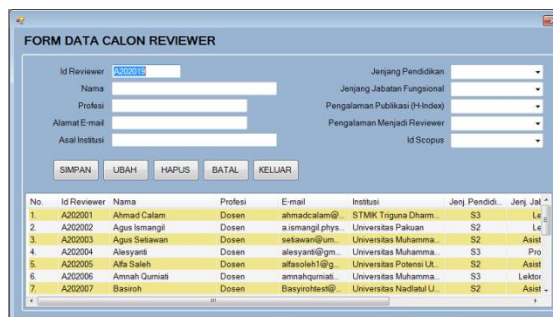 FORM DATA CALON REVIEWER
Id Reviewer A202019
Nama
Profesi
Alamat E-mail
Asal Institusi
Jenjang Pendidikan
Jenjang Jabatan Fungsional
Pengalaman Publikasi (H-Index)
Pengalaman Menjadi Reviewer
Id Scopus
SIMPAN UBAH HAPUS BATAL KELUAR
No. Id Reviewer Nama Profesi E-mail Institusi Jenj. Pendidi... Jenj. Jal
1. A202001 Ahmad Calam Dosen ahmadcalam@... STMIK Triguna Dharm... S3 Le
2. A202002 Agus Ismangil Dosen a.ismangil.phys... Universitas Pakuan S2 Le
3. A202003 Agus Setiawan Dosen setiawan@um... Universitas Muhamma... S2 Asist
4. A202004 Alesyanti Dosen alesyanti@gm... Universitas Muhamma... S3 Pro
5. A202005 Alfa Saleh Dosen alfasoleh1@g... Universitas Potensi Ut... S2 Asist
6. A202006 Amnah Qurniati Dosen amnahqurniati... Universitas Muhamma... S3 Lektor
7. A202007 Basiroh Dosen Basyirohtest@... Universitas Nadlatul U... S2 Asist